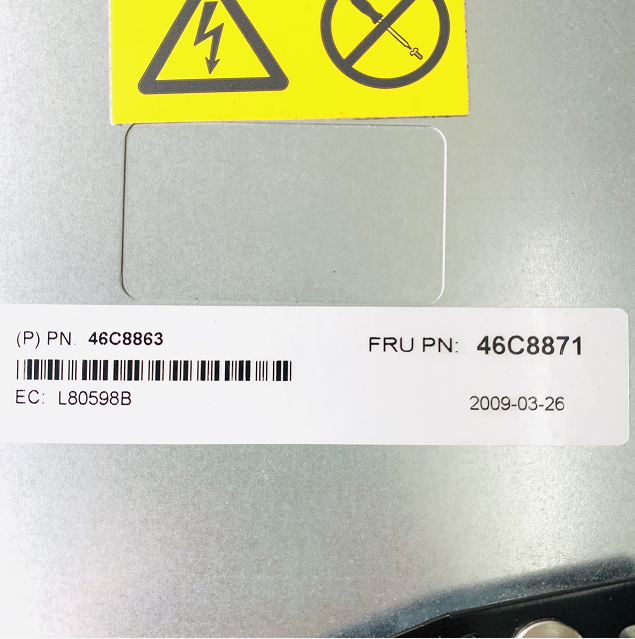 (P) PN. 46C8863
FRU PN: 46C8871
EC: L80598B
2009-03-26